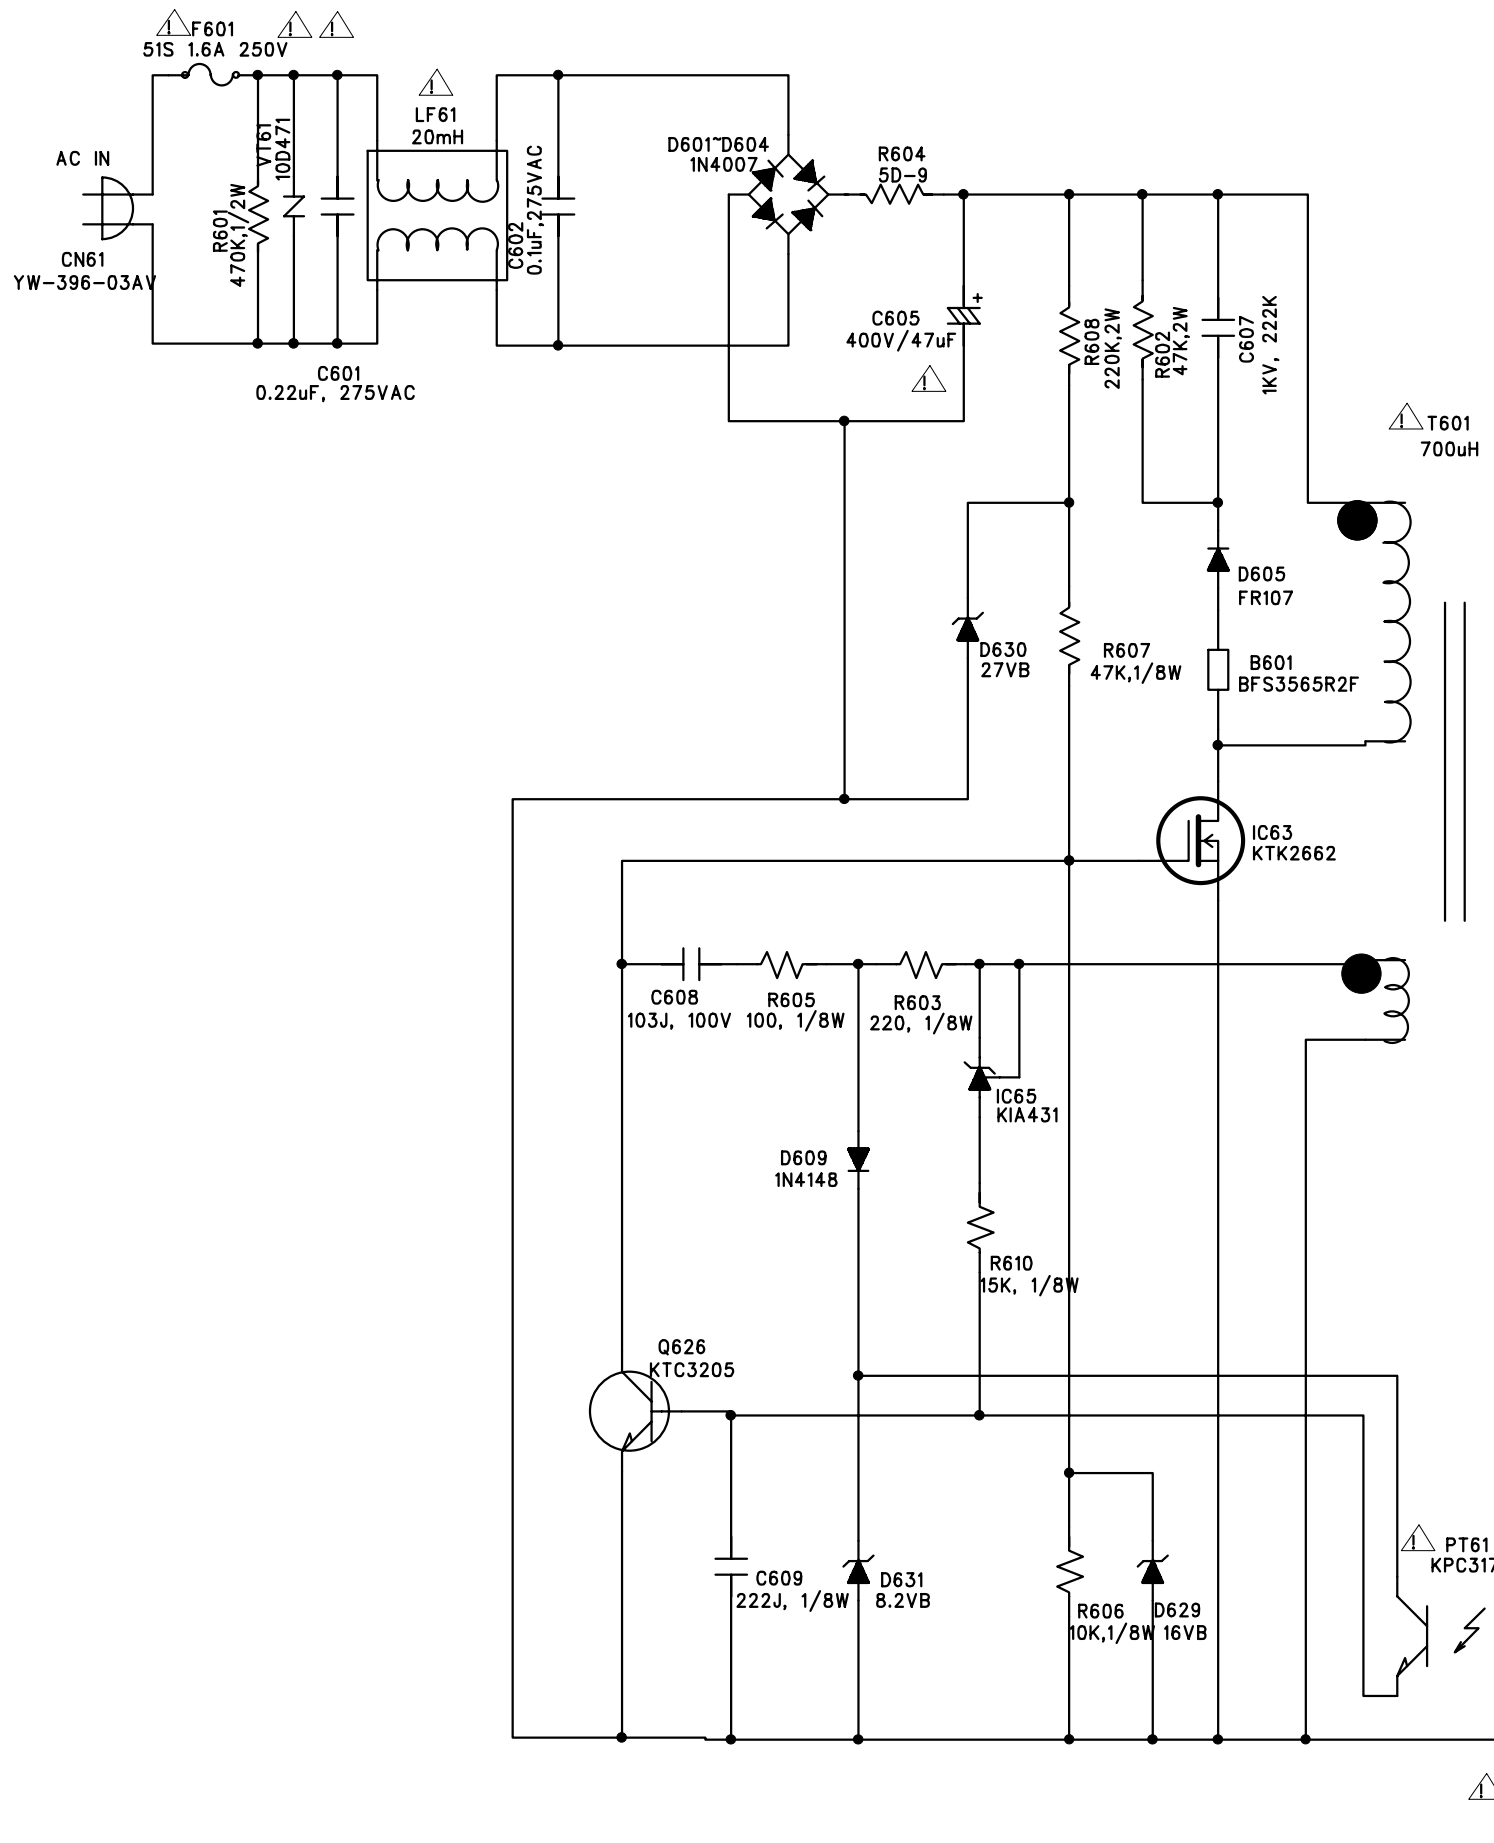 F601
51S 1.6A 250V
LF61
20mH
VT61
10D471
AC IN
CN61
YW-396-03AV
R601
470K,1/2W
C601
0.22uF, 275VAC
C602
0.1uF,275VAC
D601~D604
1N4007
R604
5D-9
+
C605
400V/47uF
R608
220K,2W
R602
47K,2W
C607
1KV, 222K
T601
700uH
D605
FR107
D630
27VB
R607
47K,1/8W
B601
BFS3565R2F
IC63
KTK2662
C608
103J, 100V
R605
100, 1/8W
R603
220, 1/8W
IC65
KIA431
D609
1N4148
R610
15K, 1/8W
Q626
KTC3205
PT61
KPC317
C609
222J, 1/8W
D631
8.2VB
R606
10K,1/8W
D629
16VB